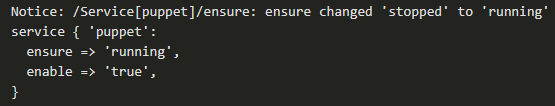 Notice: /Service[puppet]/ensure: ensure changed 'stopped' to 'running'
service { 'puppet':
  ensure => 'running',
  enable => 'true',
}